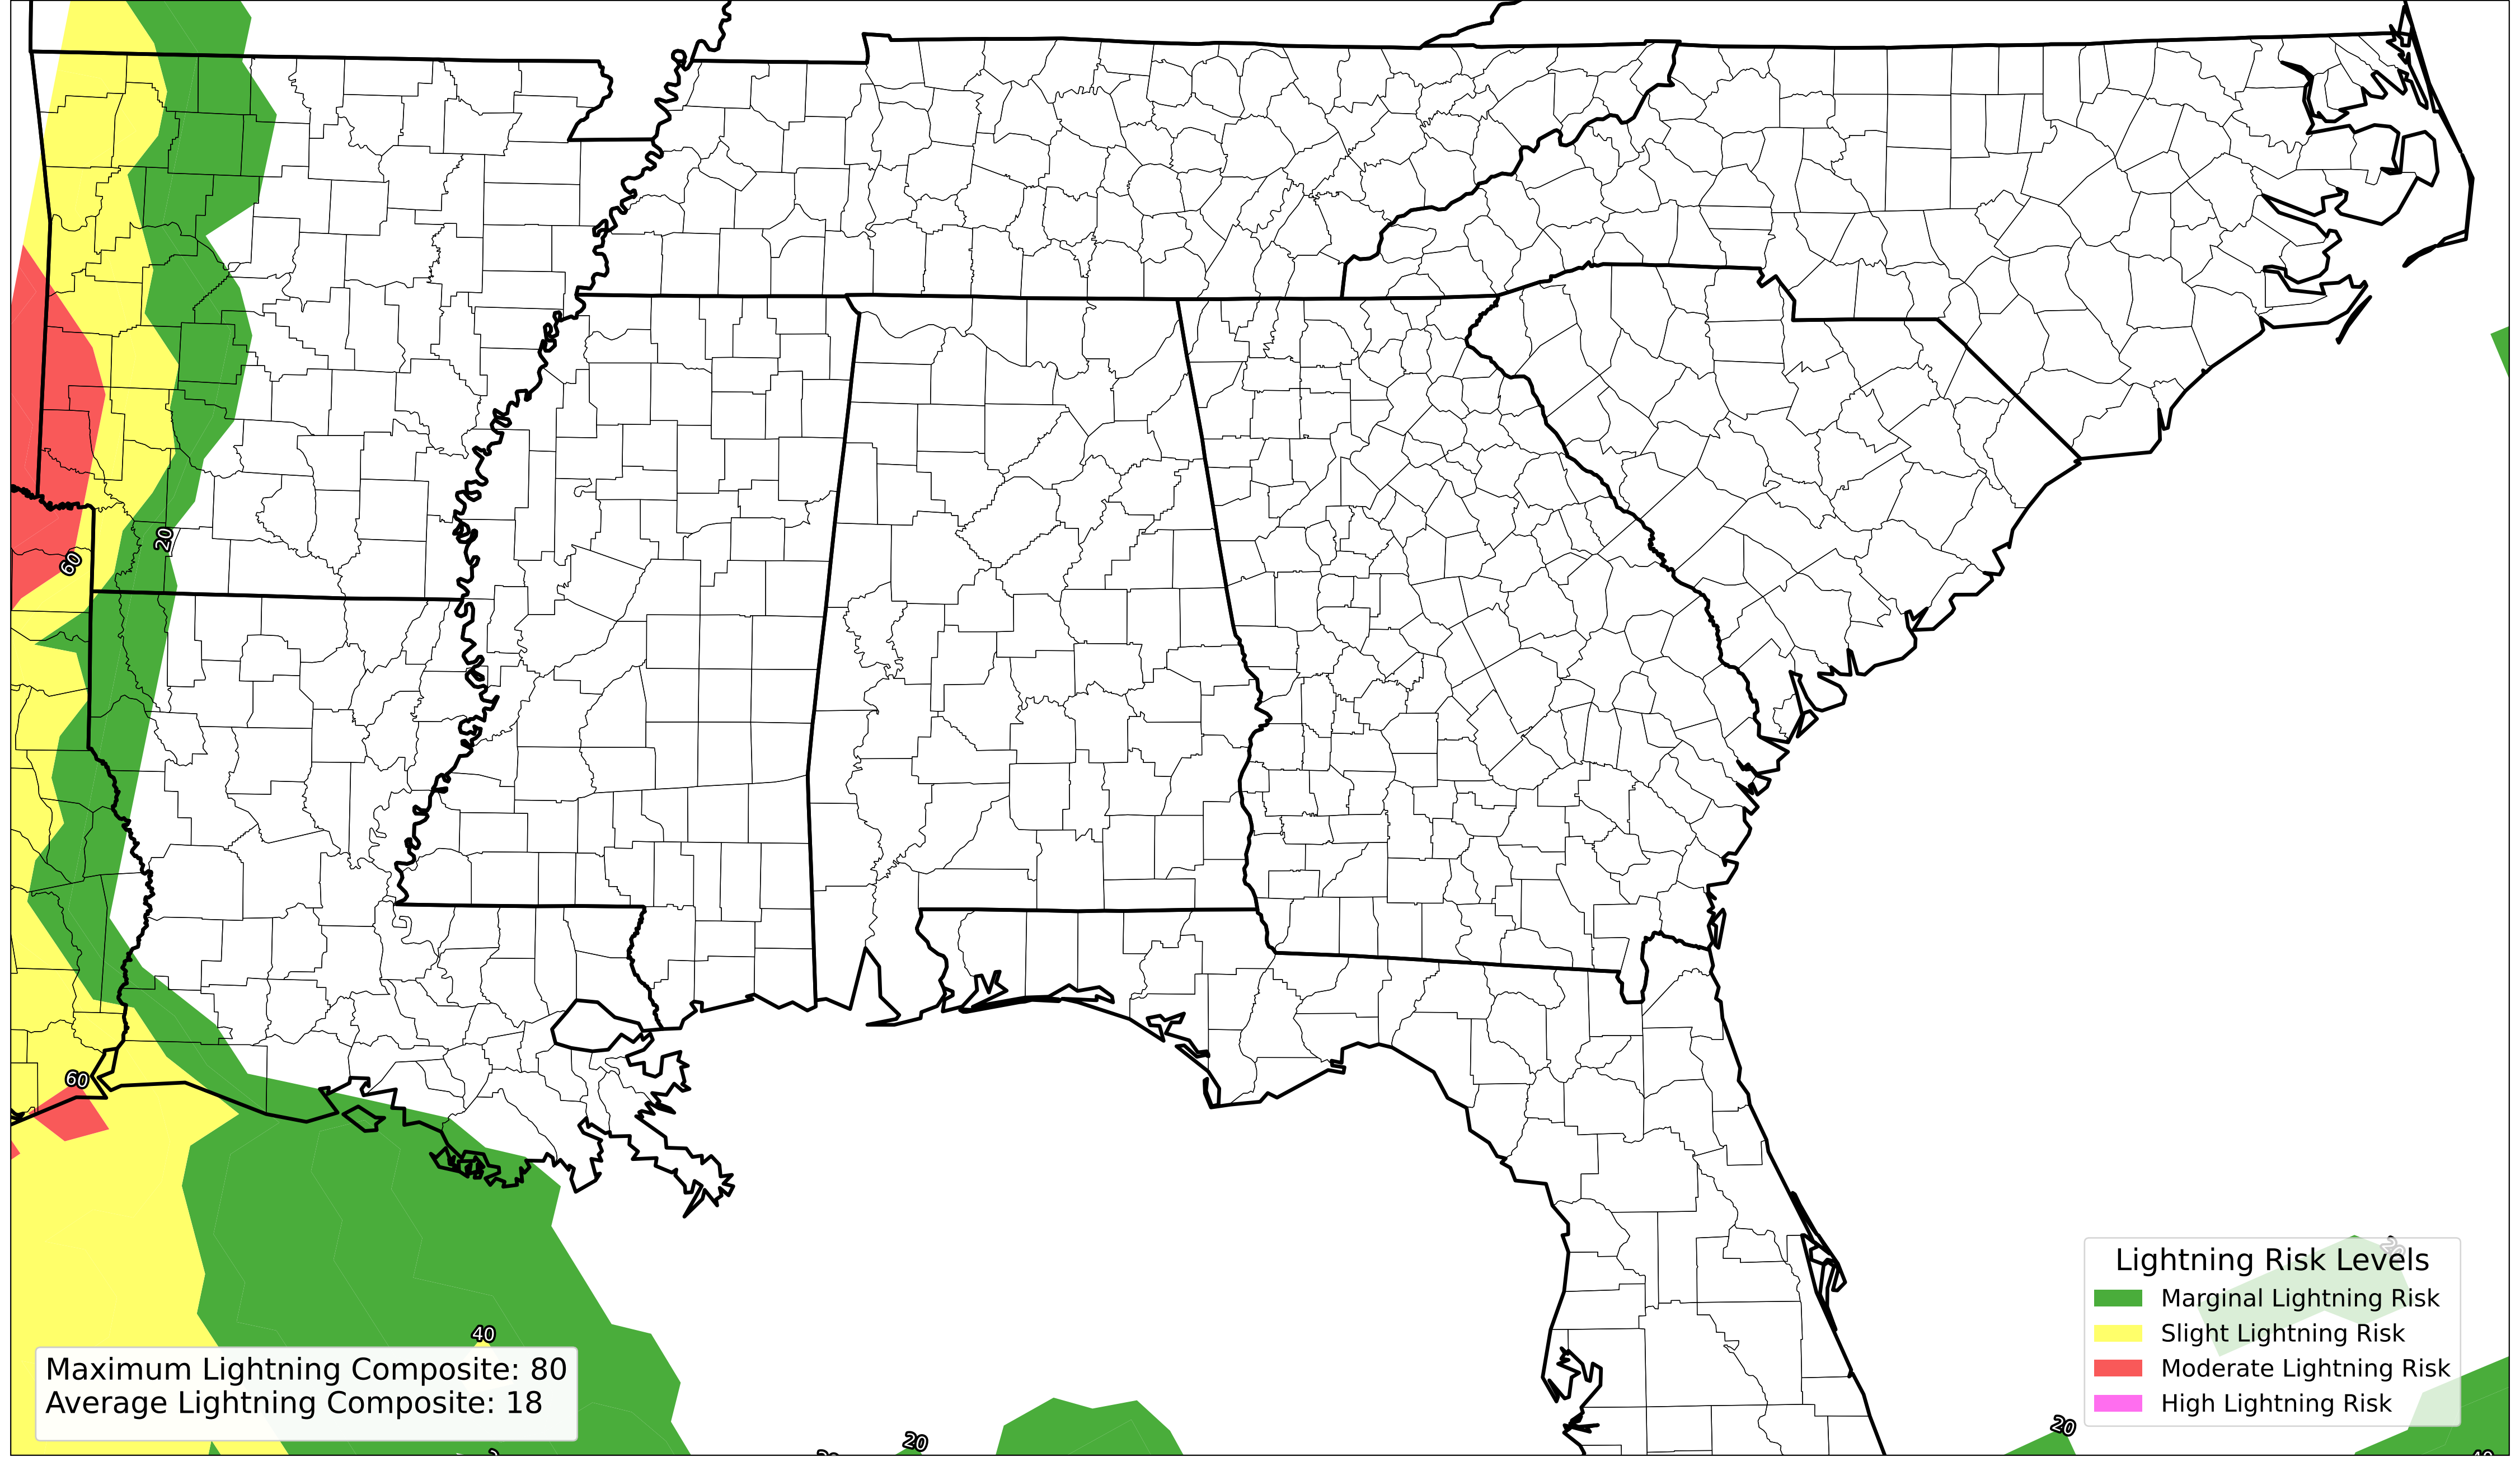 20
60
60
40
20
20
20
Lightning Risk Levels
Marginal Lightning Risk
Slight Lightning Risk
Moderate Lightning Risk
High Lightning Risk
Maximum Lightning Composite: 80
Average Lightning Composite: 18